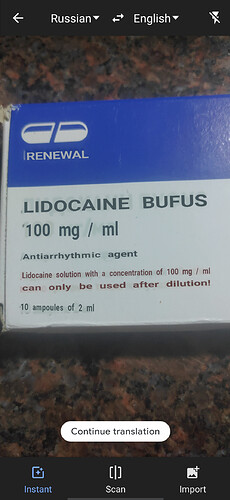 Russian
English
RENEWAL
LIDOCAINE BUFUS
100 mg / ml
Antiarrhythmic agent
Lidocaine solution with a concentration of 100 mg / ml
can only be used after dilution!
10 ampoules of 2 ml
Continue translation
Instant
Scan
Import